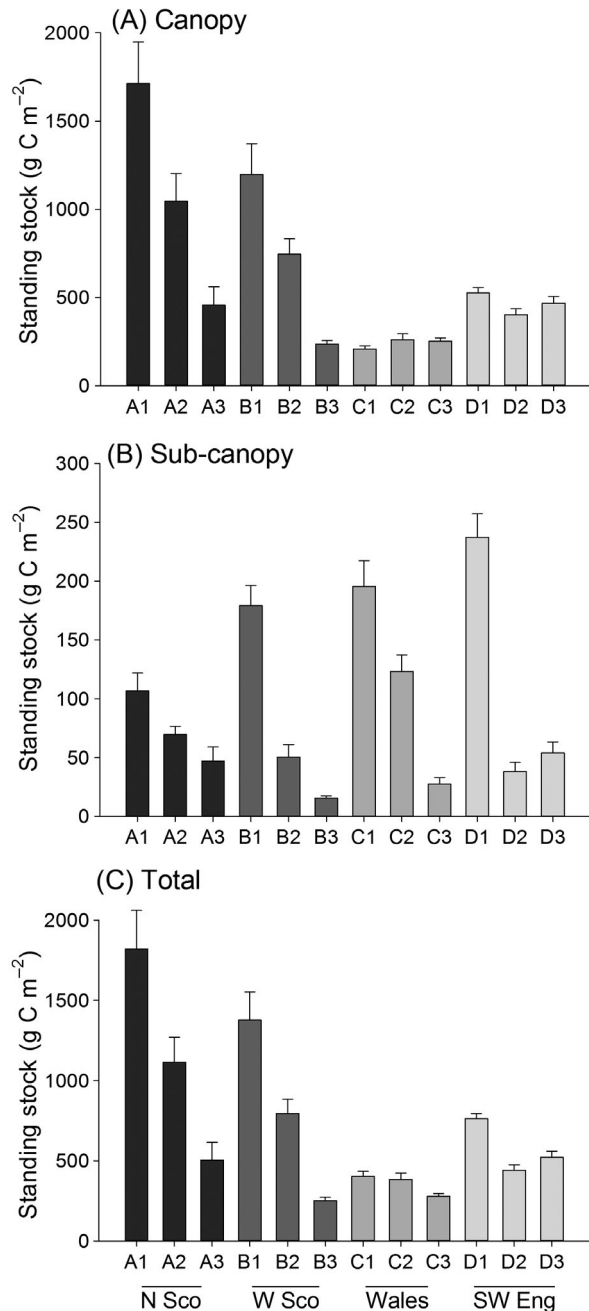 (A) Canopy
Standing stock (g C m⁻²)
2000
1500
1000
500
0
A1 A2 A3 B1 B2 B3 C1 C2 C3 D1 D2 D3
(B) Sub-canopy
Standing stock (g C m⁻²)
300
250
200
150
100
50
0
A1 A2 A3 B1 B2 B3 C1 C2 C3 D1 D2 D3
(C) Total
Standing stock (g C m⁻²)
2000
1500
1000
500
0
A1 A2 A3 B1 B2 B3 C1 C2 C3 D1 D2 D3
N Sco W Sco Wales SW Eng